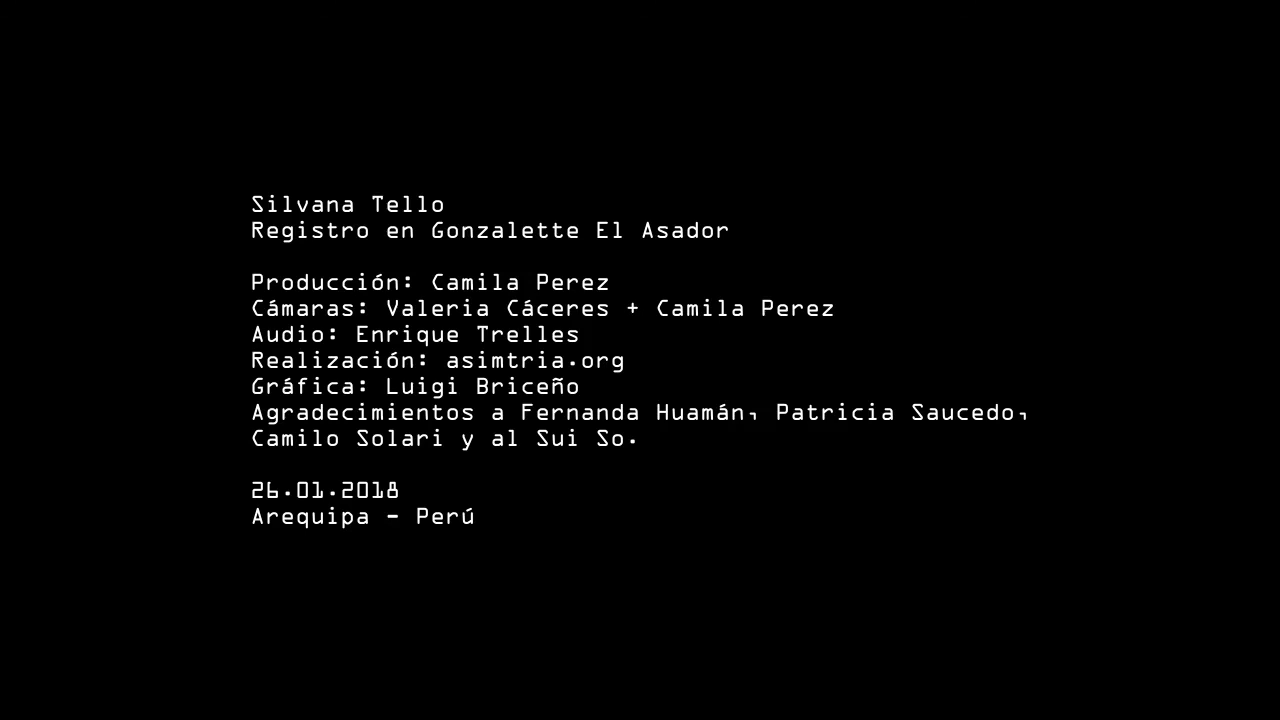 Silvana Tello
Registro en Gonzalette El Asador
Producción: Camila Perez
Cámaras: Valeria Cáceres + Camila Perez
Audio: Enrique Trelles
Realización: asimtria.org
Gráfica: Luigi Briceño
Agradecimientos a Fernanda Huamán, Patricia Saucedo,
Camilo Solari y al Sui So.
26.01.2018
Arequipa - Perú